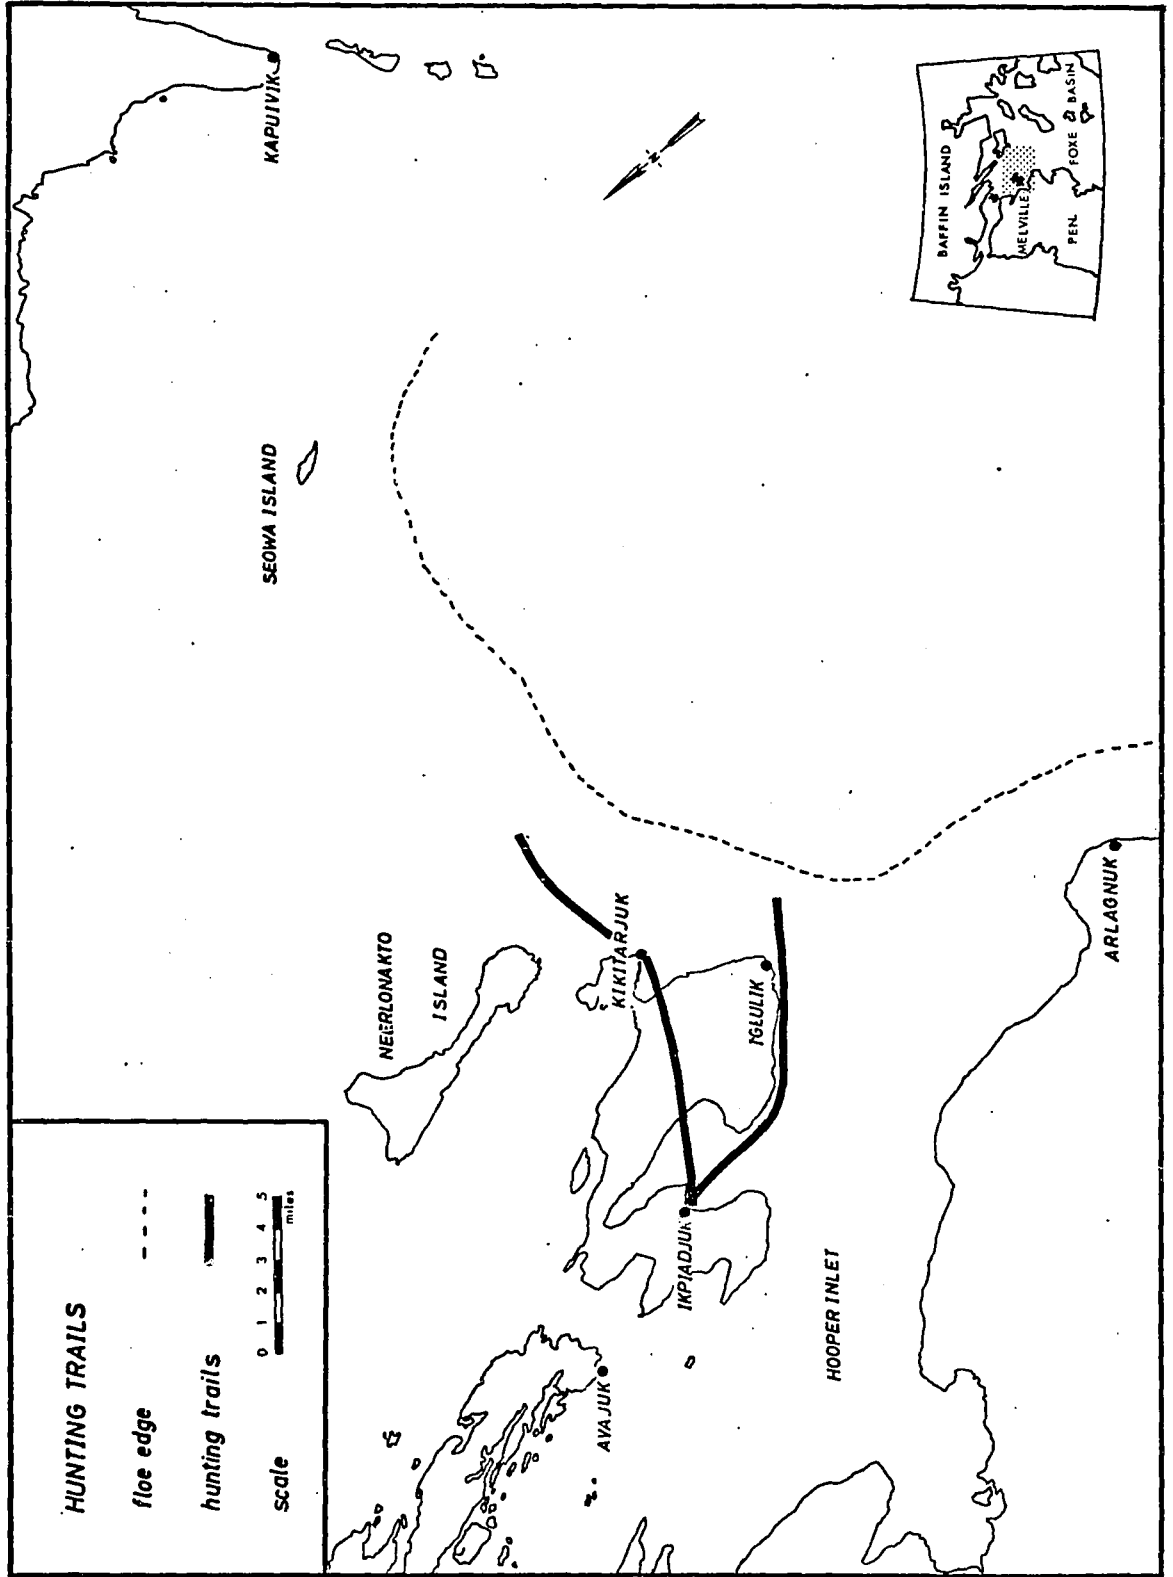 HUNTING TRAILS
floe edge
hunting trails
scale
0 1 2 3 4 5
miles
KAPUIVIK
SEOWA ISLAND
NEERLONAKTO
ISLAND
KIKITARJUK
IGLULIK
IKPIADJUK
AVAJUK
HOOPER INLET
ARLAGNUK
N
BAFFIN ISLAND
MELVILLE
PEN.
FOXE BASIN